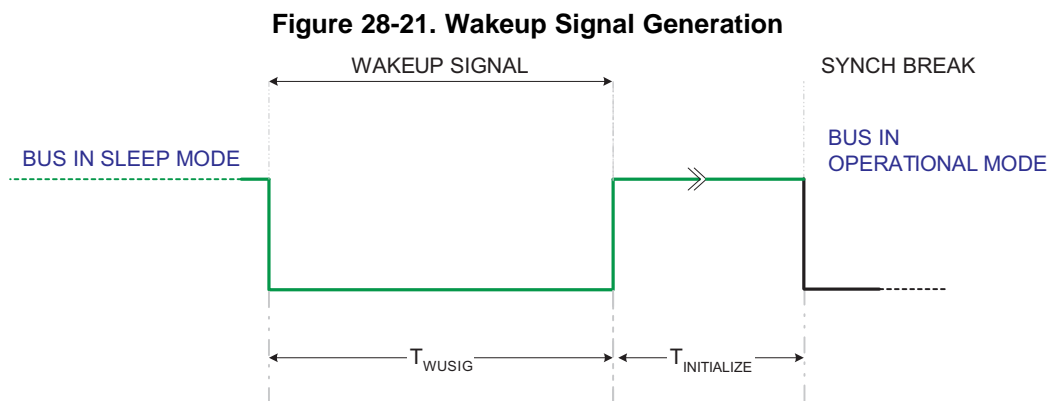 Figure 28-21. Wakeup Signal Generation
WAKEUP SIGNAL
SYNCH BREAK
BUS IN SLEEP MODE
BUS IN
OPERATIONAL MODE
TWUSIG
TINITIALIZE